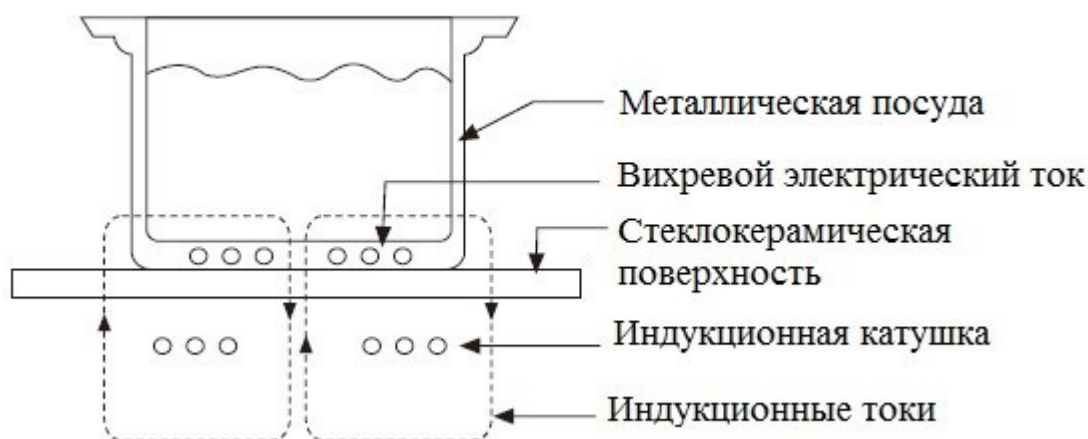 Металлическая посуда
Вихревой электрический ток
Стеклокерамическая
поверхность
Индукционная катушка
Индукционные токи